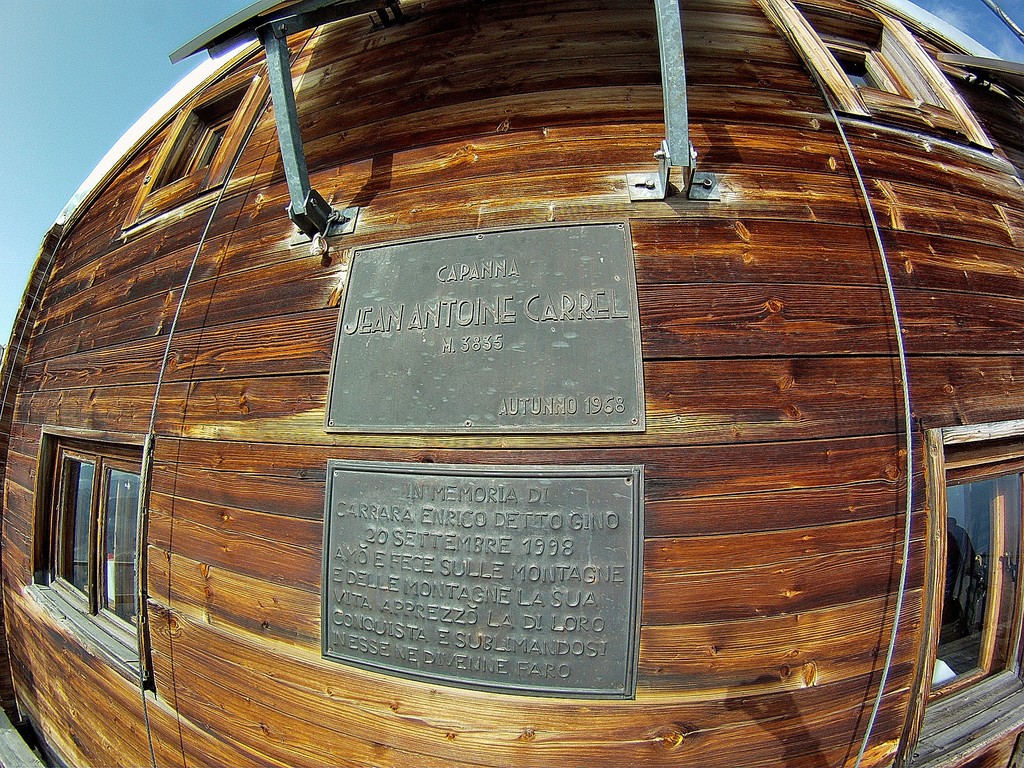 CAPANNA
JEAN ANTOINE CARREL
M. 3835
AUTUNNO 1968
IN MEMORIA DI
CARRARA ENRICO DETTO GINO
20 SETTEMBRE 1998
AMÒ E FECE SULLE MONTAGNE
E DELLE MONTAGNE LA SUA
VITA APPREZZÒ LA DI LORO
CONQUISTA E SUBLIMANDOSI
N'ESSE NE DIVENNE FARO